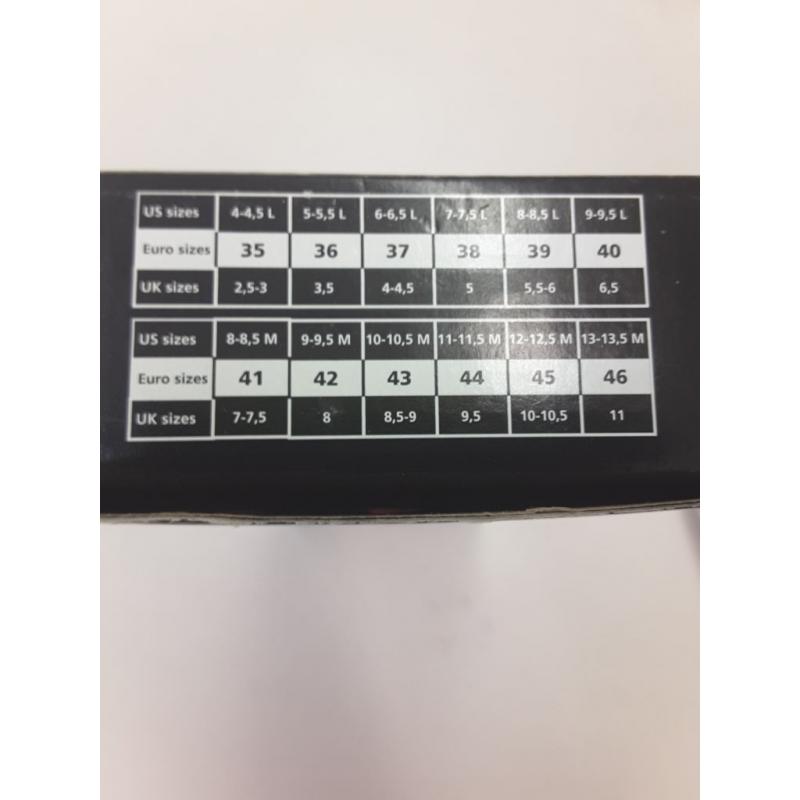 US sizes 4-4,5 L 5-5,5 L 6-6,5 L 7-7,5 L 8-8,5 L 9-9,5 L
Euro sizes 35 36 37 38 39 40
UK sizes 2,5-3 3,5 4-4,5 5 5,5-6 6,5
US sizes 8-8,5 M 9-9,5 M 10-10,5 M 11-11,5 M 12-12,5 M 13-13,5 M
Euro sizes 41 42 43 44 45 46
UK sizes 7-7,5 8 8,5-9 9,5 10-10,5 11